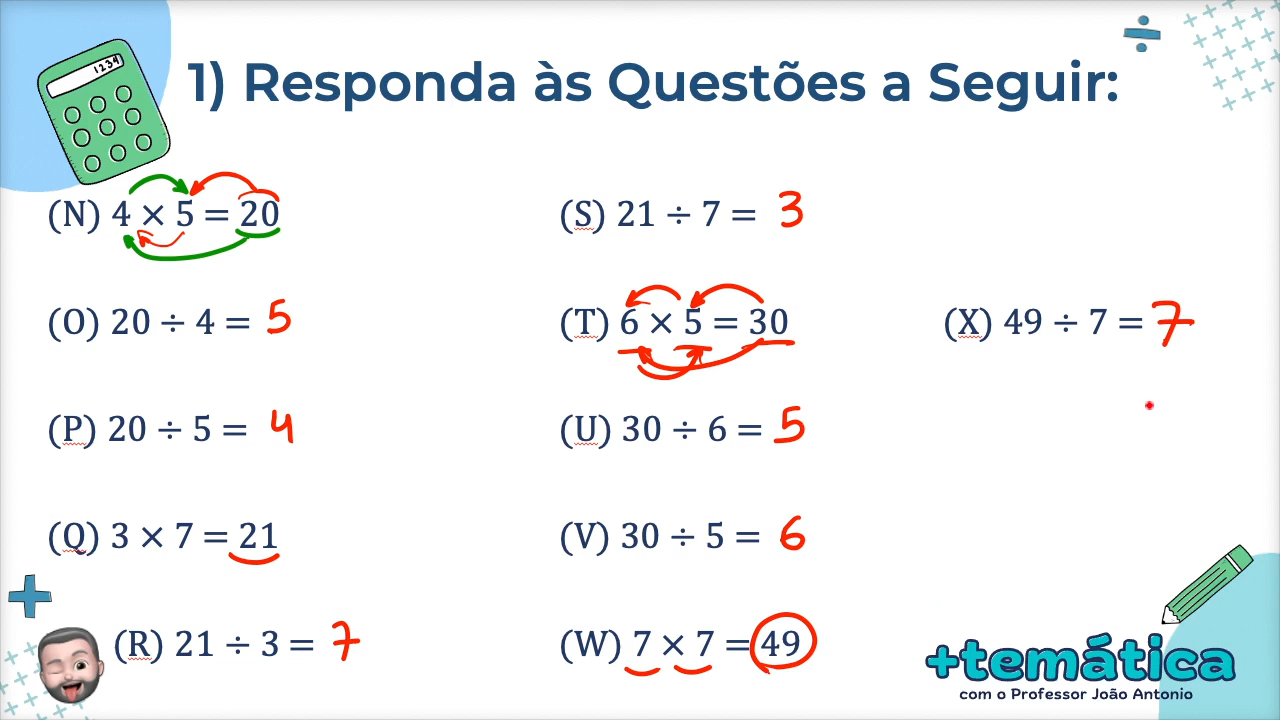 1234
1) Responda às Questões a Seguir:
(N) 4 × 5 = 20
(O) 20 ÷ 4 = 5
(P) 20 ÷ 5 = 4
(Q) 3 × 7 = 21
(R) 21 ÷ 3 = 7
(S) 21 ÷ 7 = 3
(T) 6 × 5 = 30
(U) 30 ÷ 6 = 5
(V) 30 ÷ 5 = 6
(W) 7 × 7 = 49
(X) 49 ÷ 7 = 7
+temática
com o Professor João Antonio